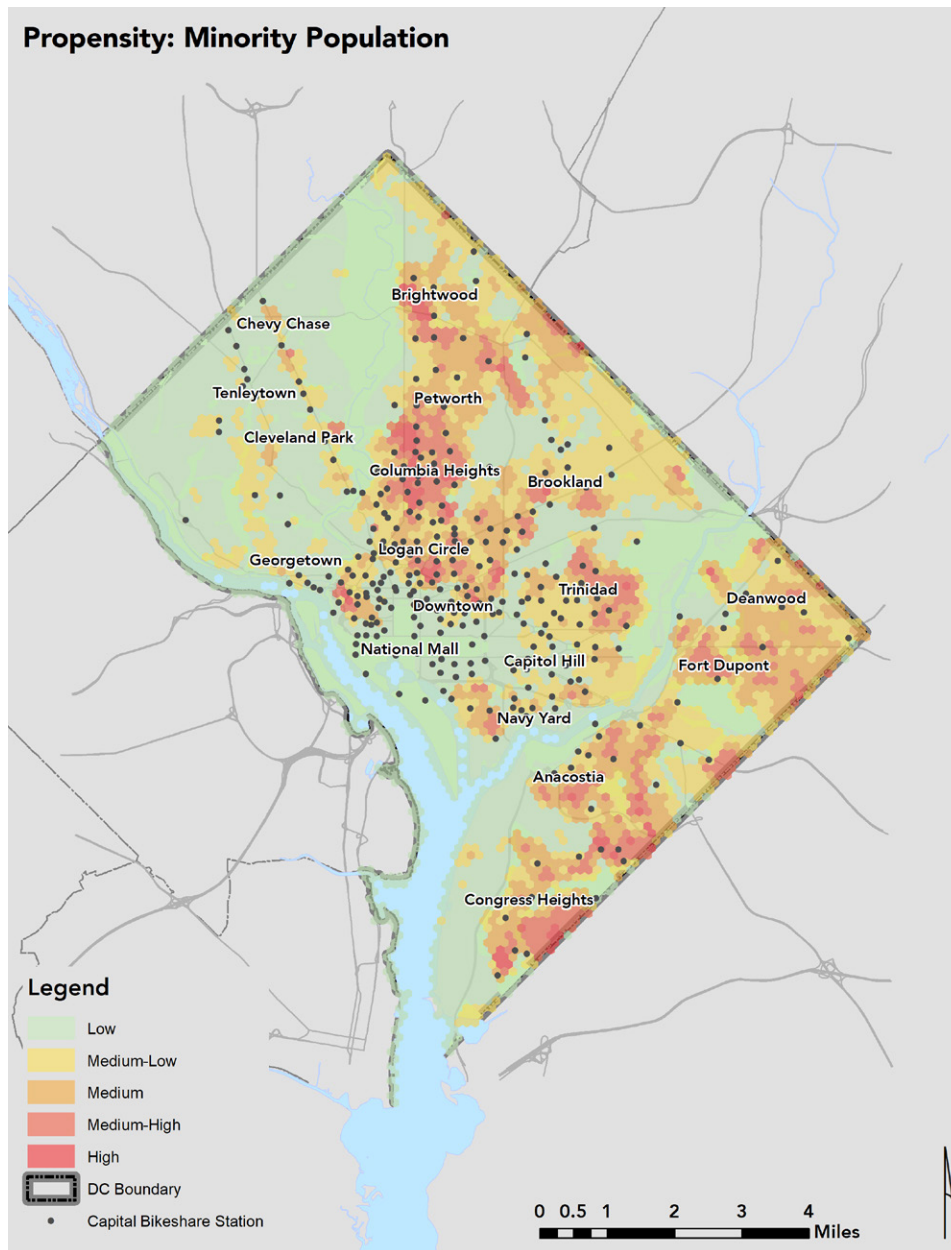 Propensity: Minority Population
Brightwood
Chevy Chase
Tenleytown
Petworth
Cleveland Park
Columbia Heights
Brookland
Logan Circle
Georgetown
Trinidad
Deanwood
Downtown
National Mall
Capitol Hill
Fort Dupont
Navy Yard
Anacostia
Congress Heights
Legend
Low
Medium-Low
Medium
Medium-High
High
DC Boundary
Capital Bikeshare Station
0 0.5 1 2 3 4
Miles